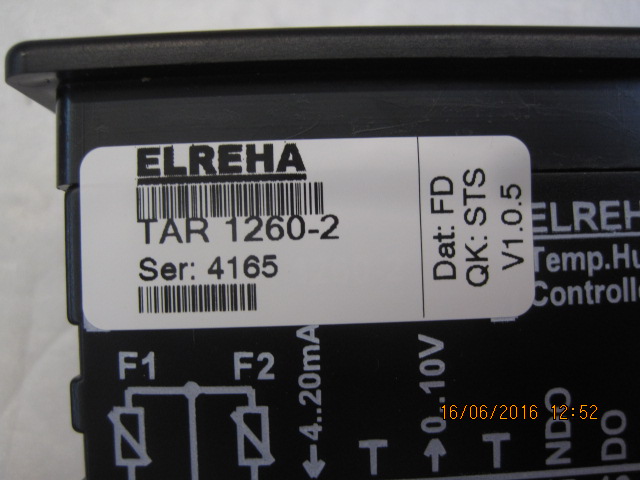 ELREHA
TAR 1260-2
Ser: 4165
Dat: FD
QK: STS
V1.0.5
ELREH
Temp.Hu
Controlle
F1
F2
4..20mA
T
0..10V
T
NDO
DO
16/06/2016 12:52